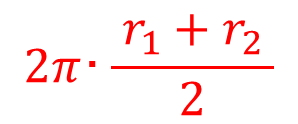 2π · (r₁ + r₂)/2